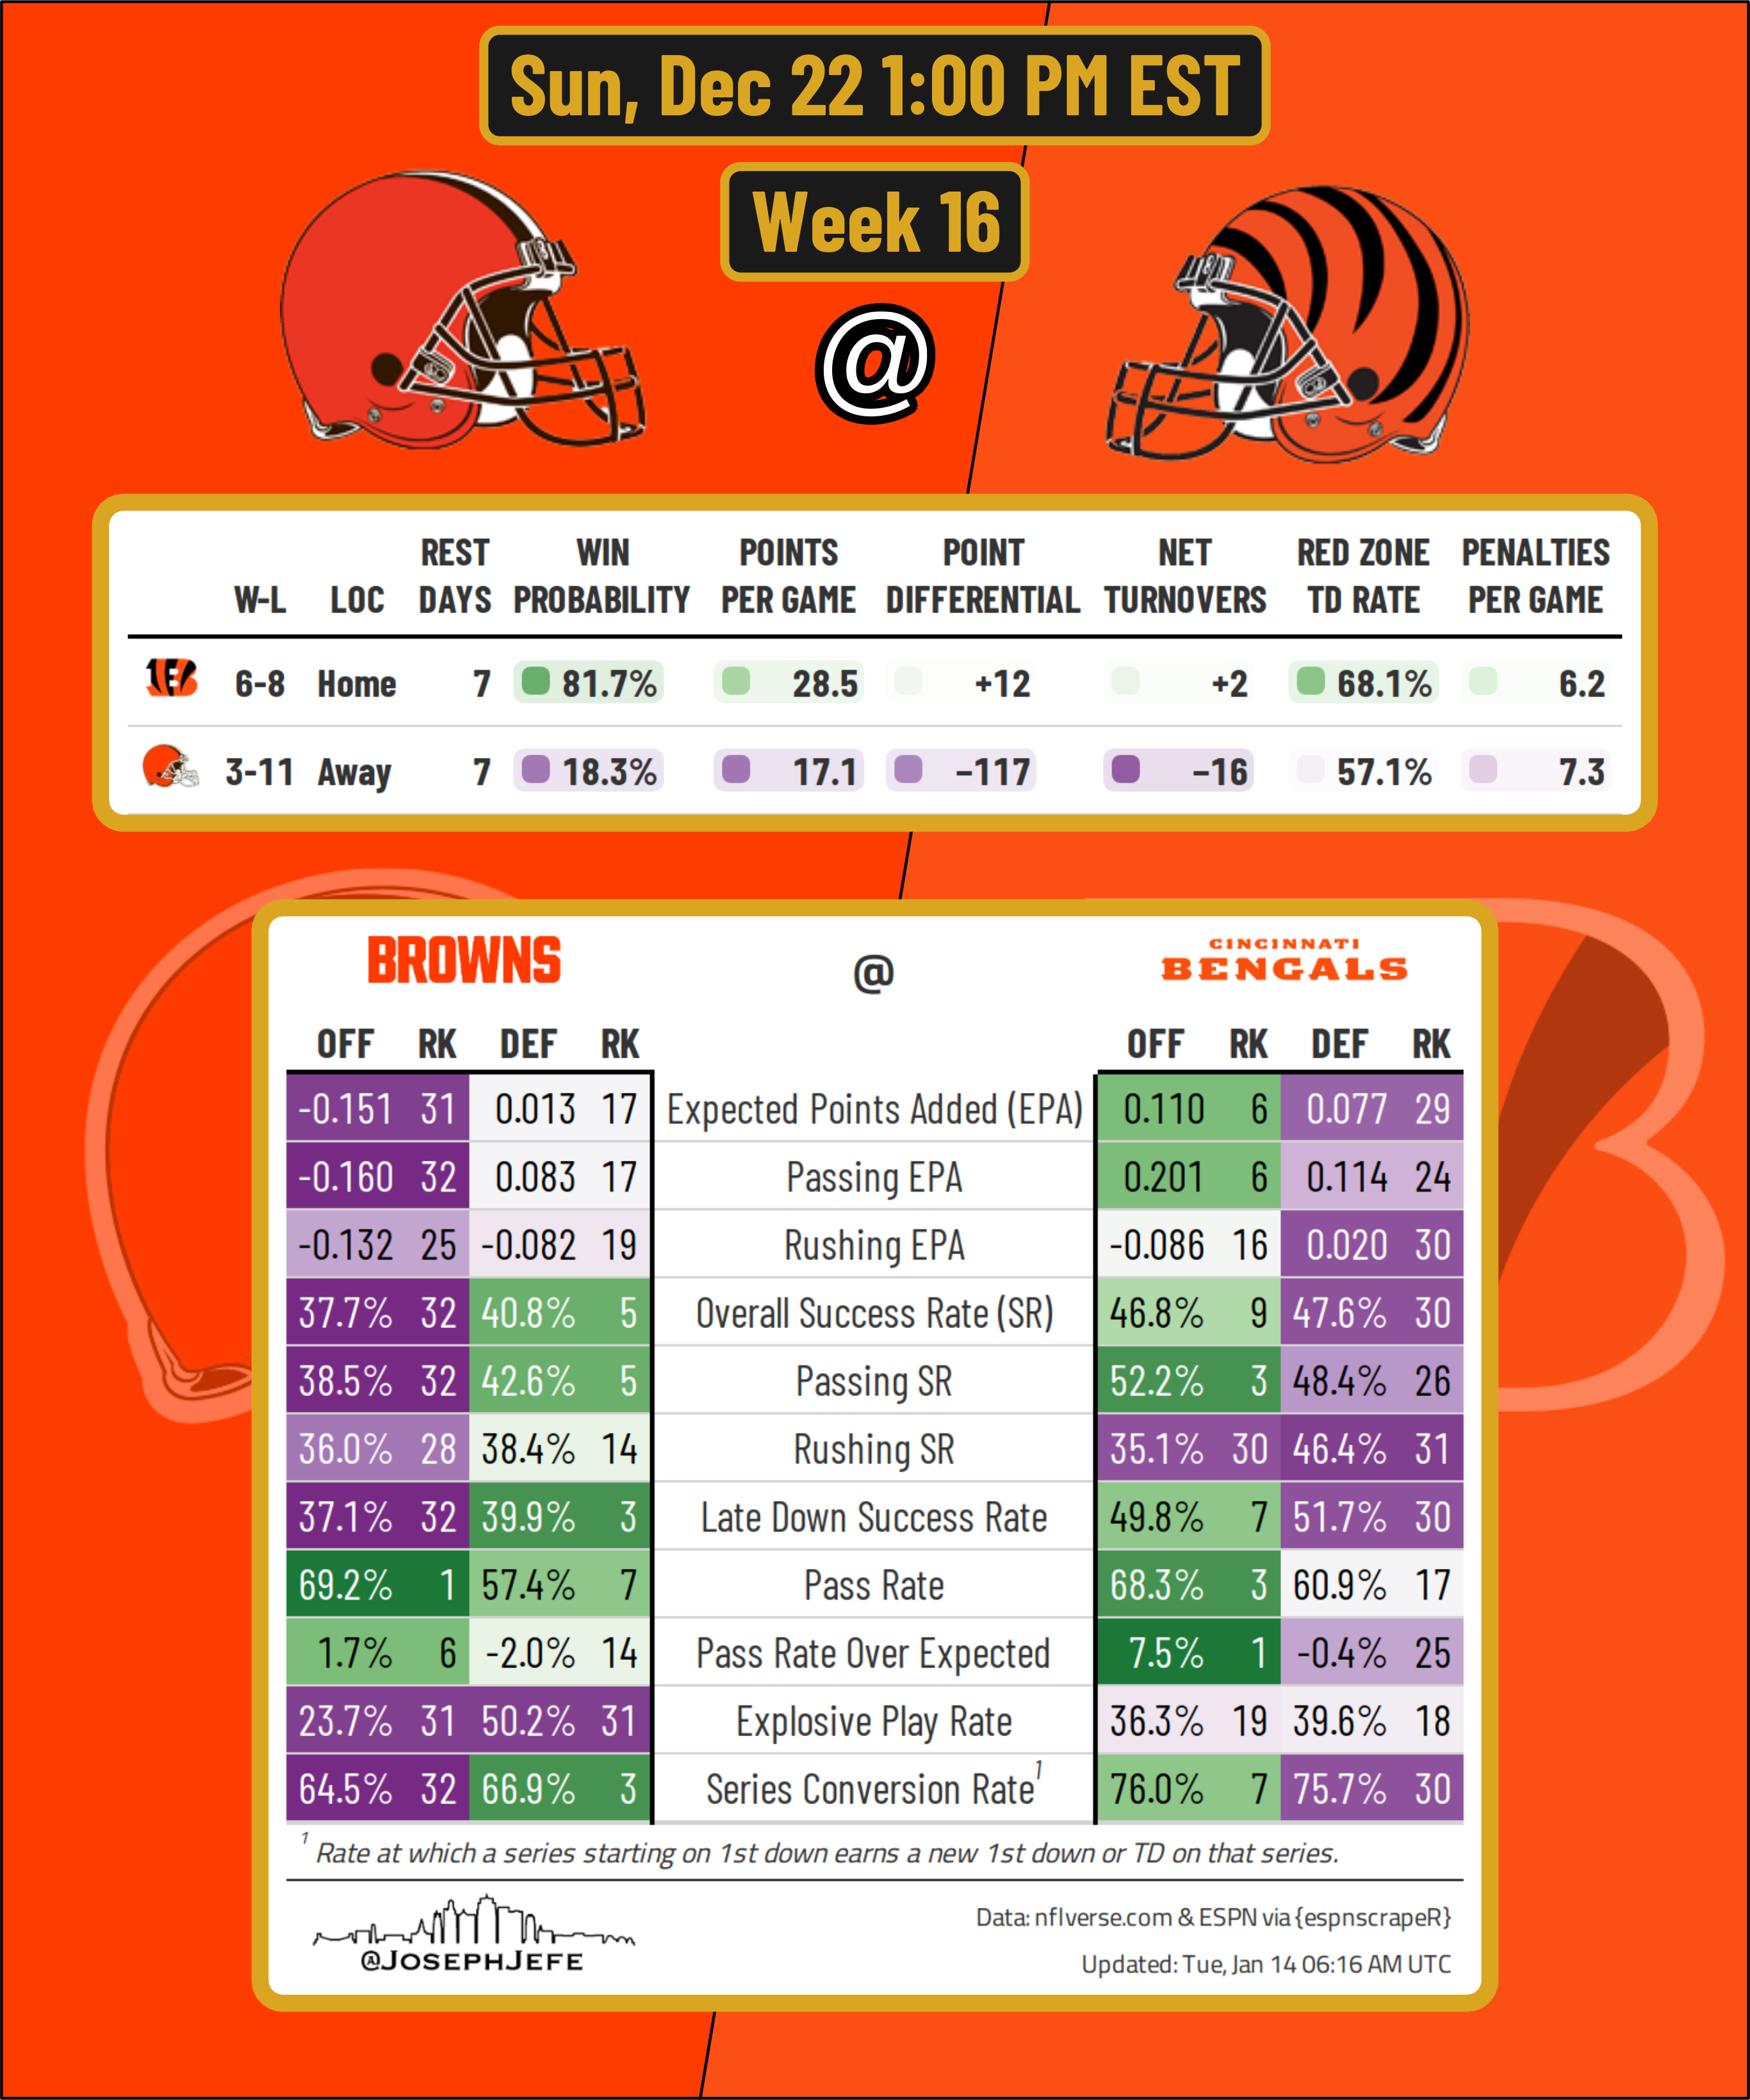 Sun, Dec 22 1:00 PM EST
Week 16
@
W-L LOC REST DAYS WIN PROBABILITY POINTS PER GAME POINT DIFFERENTIAL NET TURNOVERS RED ZONE TD RATE PENALTIES PER GAME
6-8 Home 7 81.7% 28.5 +12 +2 68.1% 6.2
3-11 Away 7 18.3% 17.1 −117 −16 57.1% 7.3
BROWNS @ CINCINNATI BENGALS
OFF RK DEF RK OFF RK DEF RK
-0.151 31 0.013 17 Expected Points Added (EPA) 0.110 6 0.077 29
-0.160 32 0.083 17 Passing EPA 0.201 6 0.114 24
-0.132 25 -0.082 19 Rushing EPA -0.086 16 0.020 30
37.7% 32 40.8% 5 Overall Success Rate (SR) 46.8% 9 47.6% 30
38.5% 32 42.6% 5 Passing SR 52.2% 3 48.4% 26
36.0% 28 38.4% 14 Rushing SR 35.1% 30 46.4% 31
37.1% 32 39.9% 3 Late Down Success Rate 49.8% 7 51.7% 30
69.2% 1 57.4% 7 Pass Rate 68.3% 3 60.9% 17
1.7% 6 -2.0% 14 Pass Rate Over Expected 7.5% 1 -0.4% 25
23.7% 31 50.2% 31 Explosive Play Rate 36.3% 19 39.6% 18
64.5% 32 66.9% 3 Series Conversion Rate¹ 76.0% 7 75.7% 30
¹ Rate at which a series starting on 1st down earns a new 1st down or TD on that series.
@JOSEPHJEFE
Data: nflverse.com & ESPN via {espnscrapeR}
Updated: Tue, Jan 14 06:16 AM UTC